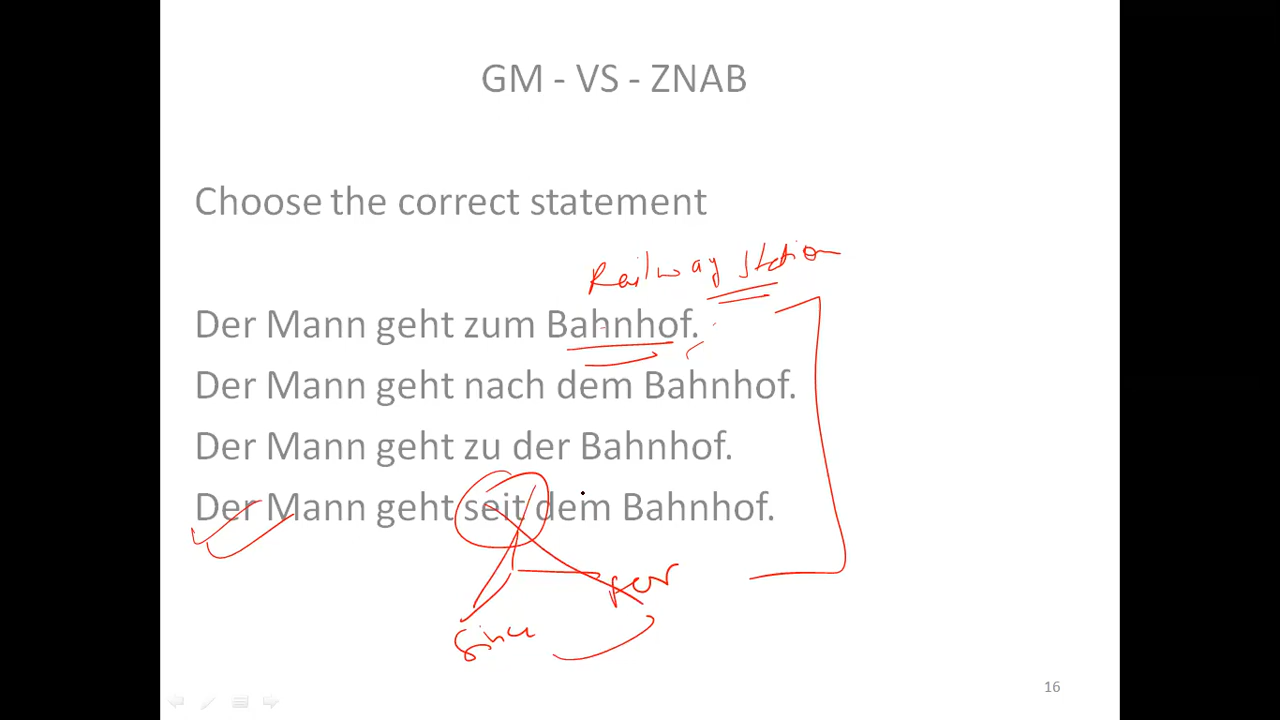 GM - VS - ZNAB
Choose the correct statement
Railway station
Der Mann geht zum Bahnhof.
Der Mann geht nach dem Bahnhof.
Der Mann geht zu der Bahnhof.
Der Mann geht seit dem Bahnhof.
for
since
16